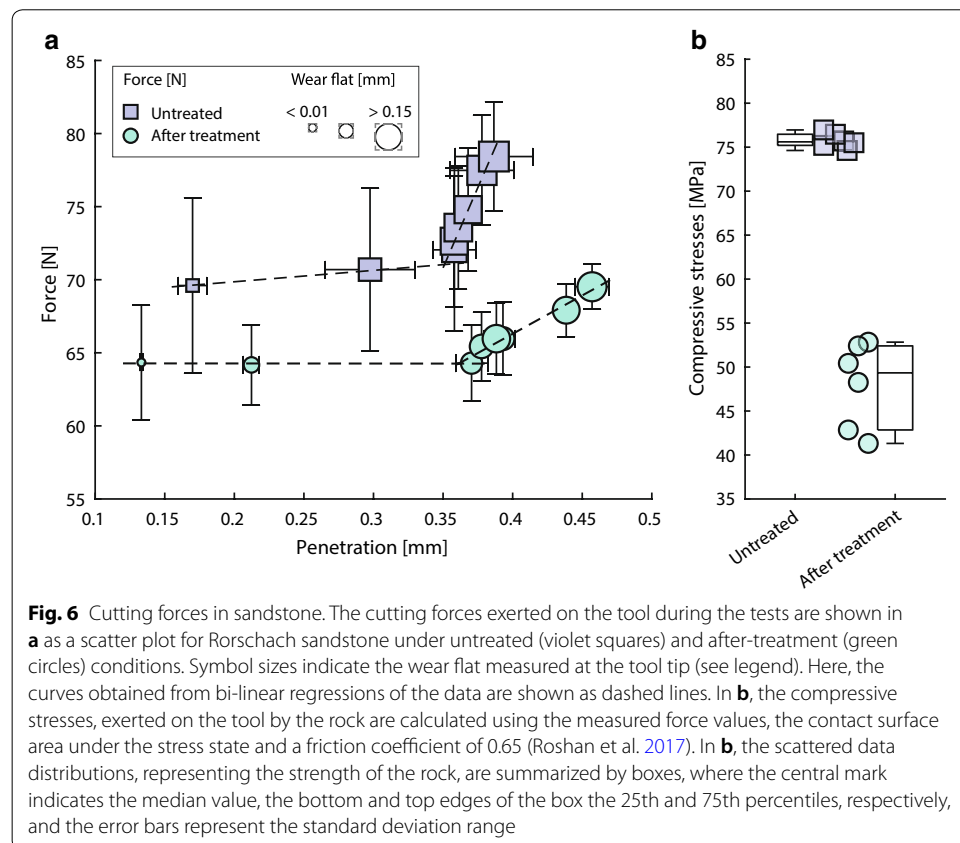 a
b
85
80
75
70
65
60
55
Force [N]
Force [N]
Wear flat [mm]
< 0.01
> 0.15
Untreated
After treatment
0.1
0.15
0.2
0.3
0.35
0.4
0.45
0.5
Penetration [mm]
85
80
75
70
65
60
55
50
45
40
35
Compressive stresses [MPa]
Untreated
After treatment
Fig. 6 Cutting forces in sandstone. The cutting forces exerted on the tool during the tests are shown in
a as a scatter plot for Rorschach sandstone under untreated (violet squares) and after-treatment (green
circles) conditions. Symbol sizes indicate the wear flat measured at the tool tip (see legend). Here, the
curves obtained from bi-linear regressions of the data are shown as dashed lines. In b, the compressive
stresses, exerted on the tool by the rock are calculated using the measured force values, the contact surface
area under the stress state and a friction coefficient of 0.65 (Roshan et al. 2017). In b, the scattered data
distributions, representing the strength of the rock, are summarized by boxes, where the central mark
indicates the median value, the bottom and top edges of the box the 25th and 75th percentiles, respectively,
and the error bars represent the standard deviation range